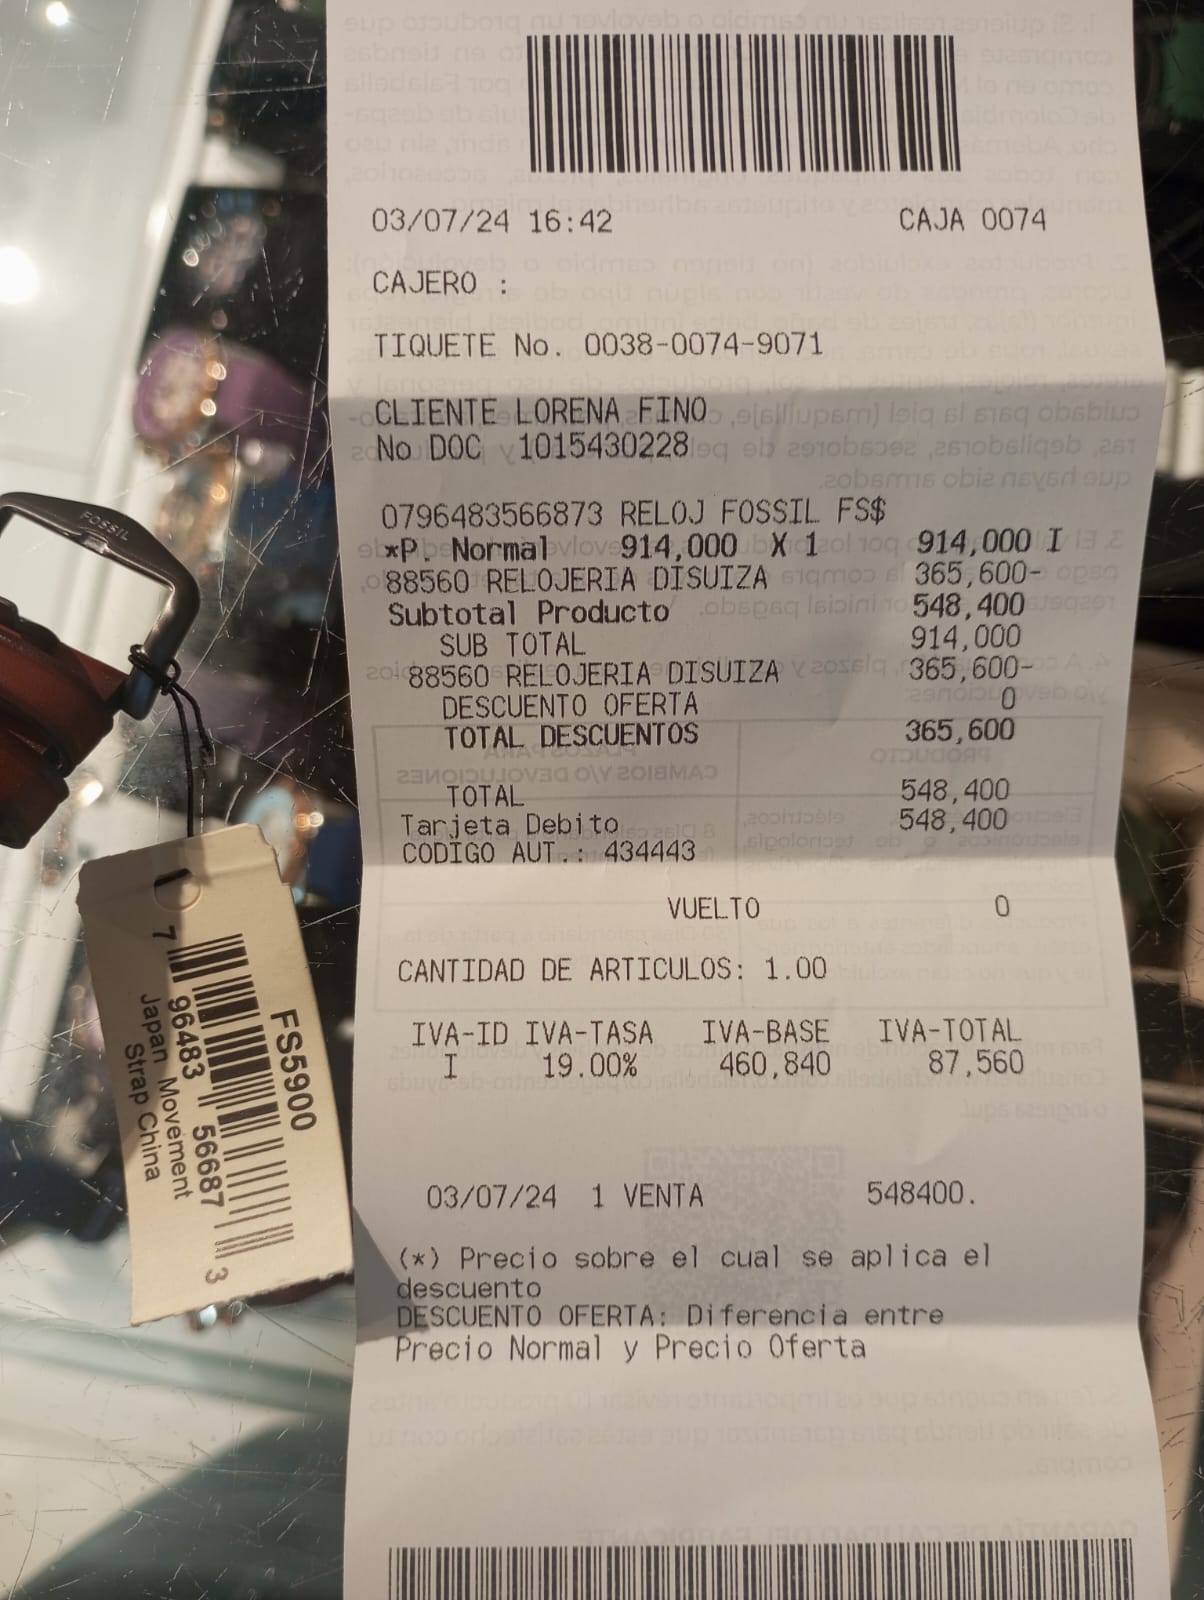 03/07/24 16:42 CAJA 0074
CAJERO :
TIQUETE No. 0038-0074-9071
CLIENTE LORENA FINO
No DOC 1015430228
0796483566873 RELOJ FOSSIL FS$
*P. Normal 914,000 X 1 914,000 I
88560 RELOJERIA DISUIZA 365,600-
Subtotal Producto 548,400
SUB TOTAL 914,000
88560 RELOJERIA DISUIZA 365,600-
DESCUENTO OFERTA 0
TOTAL DESCUENTOS 365,600
TOTAL 548,400
Tarjeta Debito 548,400
CODIGO AUT.: 434443
VUELTO 0
CANTIDAD DE ARTICULOS: 1.00
IVA-ID IVA-TASA IVA-BASE IVA-TOTAL
I 19.00% 460,840 87,560
03/07/24 1 VENTA 548400.
(*) Precio sobre el cual se aplica el
descuento
DESCUENTO OFERTA: Diferencia entre
Precio Normal y Precio Oferta
FOSSIL
FS5900
7 96483 56687 3
Japan Movement
Strap China